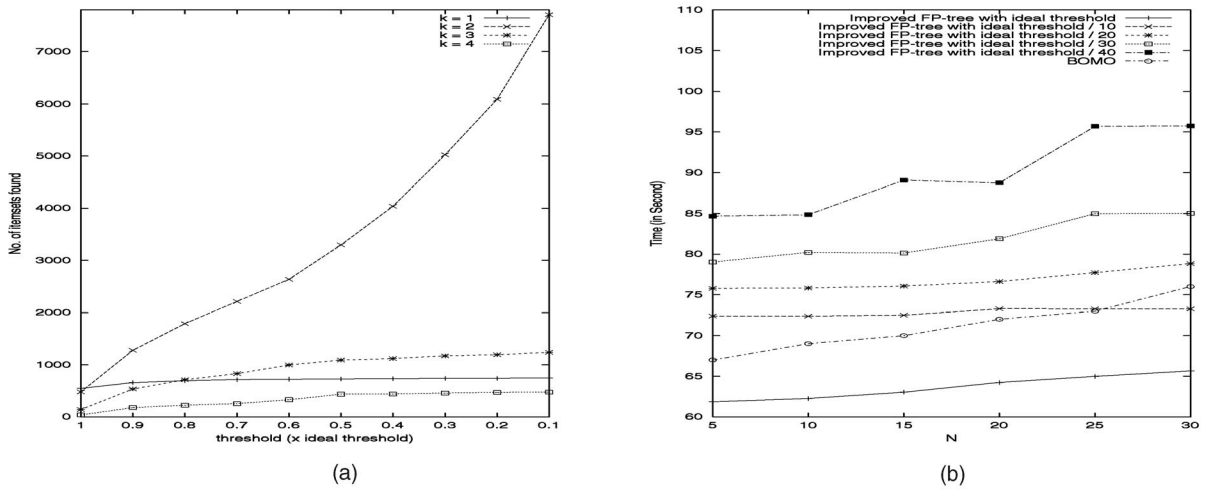 k = 1
k = 2
k = 3
k = 4
7000
6000
5000
4000
3000
2000
1000
0
No. of itemsets found
1 0.9 0.8 0.7 0.6 0.5 0.4 0.3 0.2 0.1
threshold (x ideal threshold)
(a)
Improved FP-tree with ideal threshold
Improved FP-tree with ideal threshold / 10
Improved FP-tree with ideal threshold / 20
Improved FP-tree with ideal threshold / 30
Improved FP-tree with ideal threshold / 40
BOMO
110
105
100
95
90
85
80
75
70
65
60
Time (in Second)
5 10 15 20 25 30
N
(b)